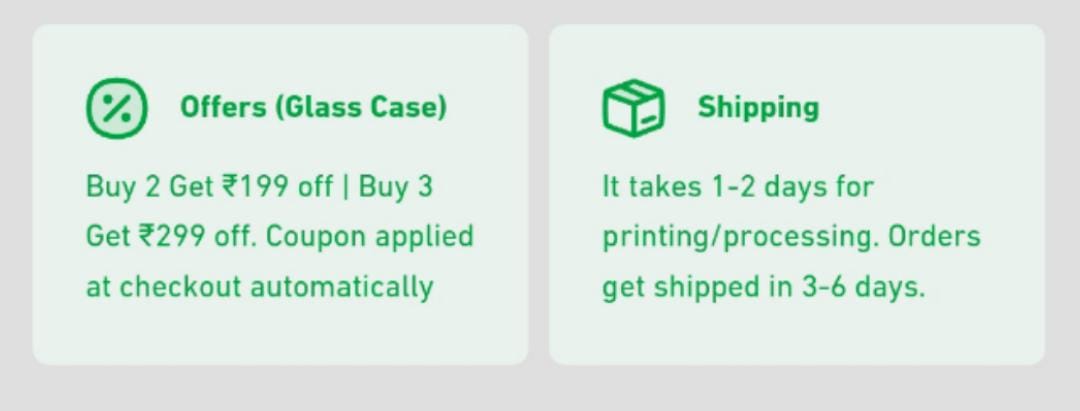 Offers (Glass Case)
Buy 2 Get ₹199 off | Buy 3
Get ₹299 off. Coupon applied
at checkout automatically
Shipping
It takes 1-2 days for
printing/processing. Orders
get shipped in 3-6 days.